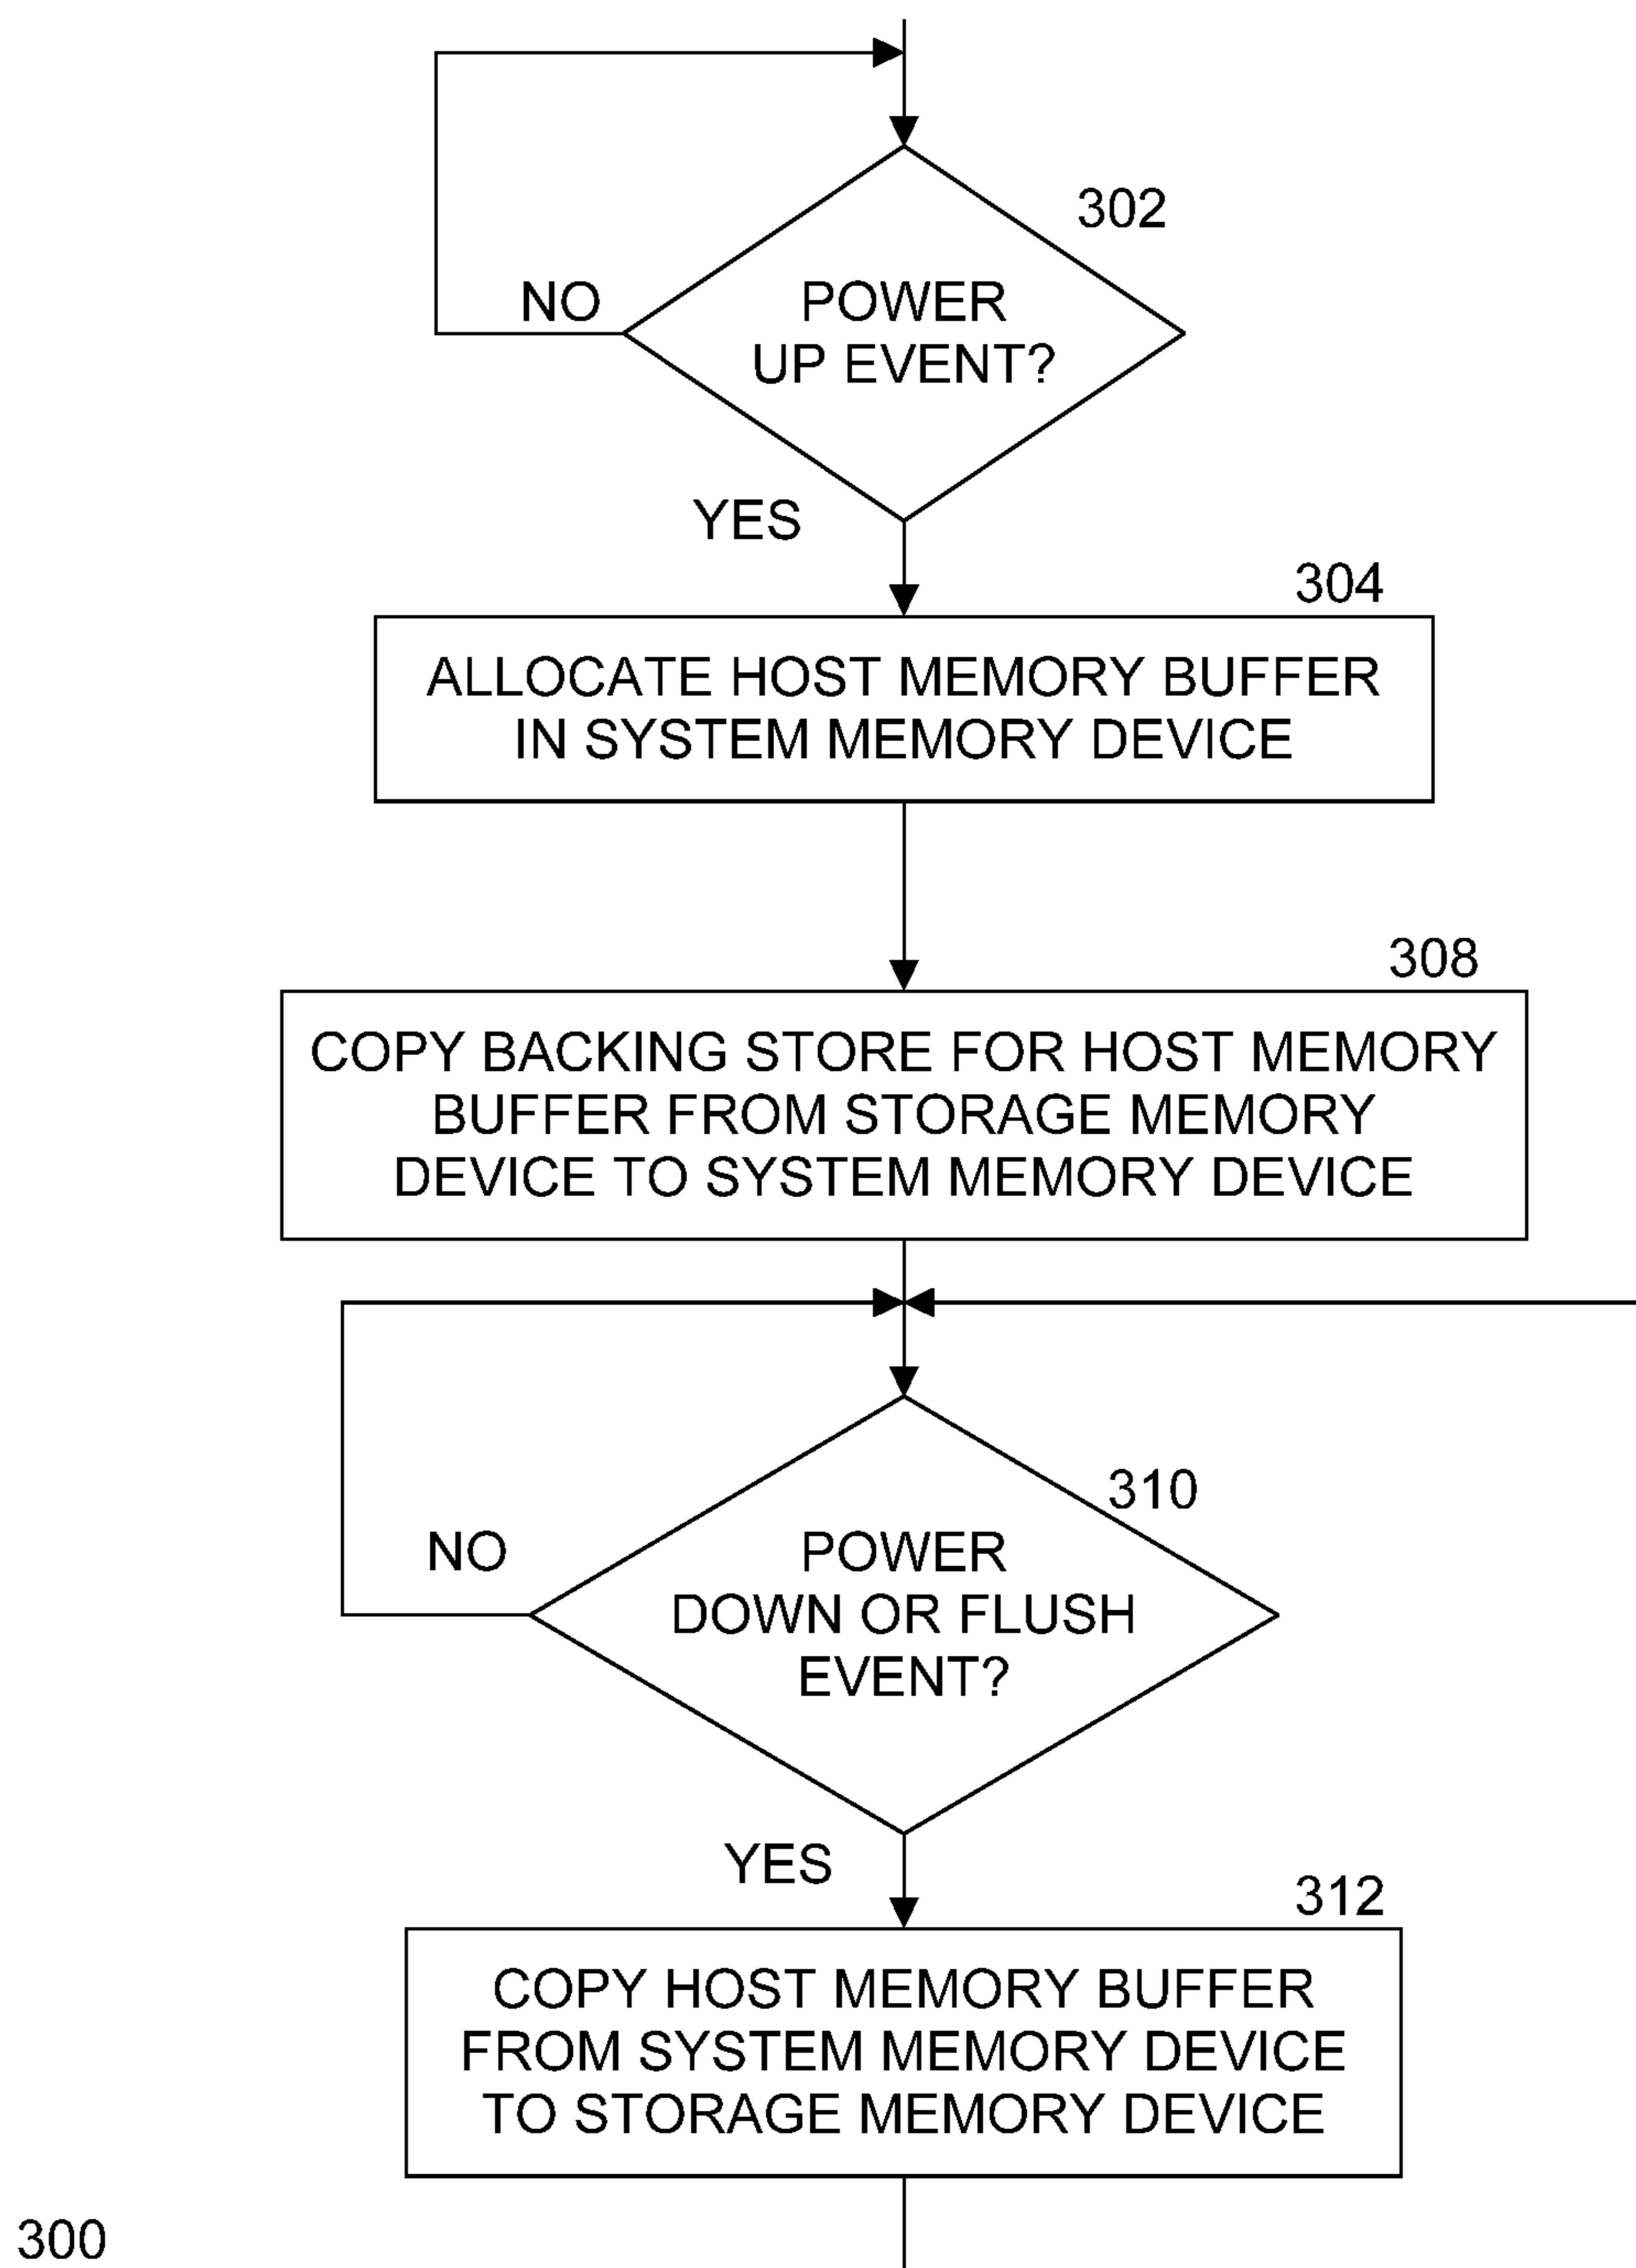 302
POWER
UP EVENT?
NO
YES
304
ALLOCATE HOST MEMORY BUFFER
IN SYSTEM MEMORY DEVICE
308
COPY BACKING STORE FOR HOST MEMORY
BUFFER FROM STORAGE MEMORY
DEVICE TO SYSTEM MEMORY DEVICE
310
NO
POWER
DOWN OR FLUSH
EVENT?
YES
312
COPY HOST MEMORY BUFFER
FROM SYSTEM MEMORY DEVICE
TO STORAGE MEMORY DEVICE
300